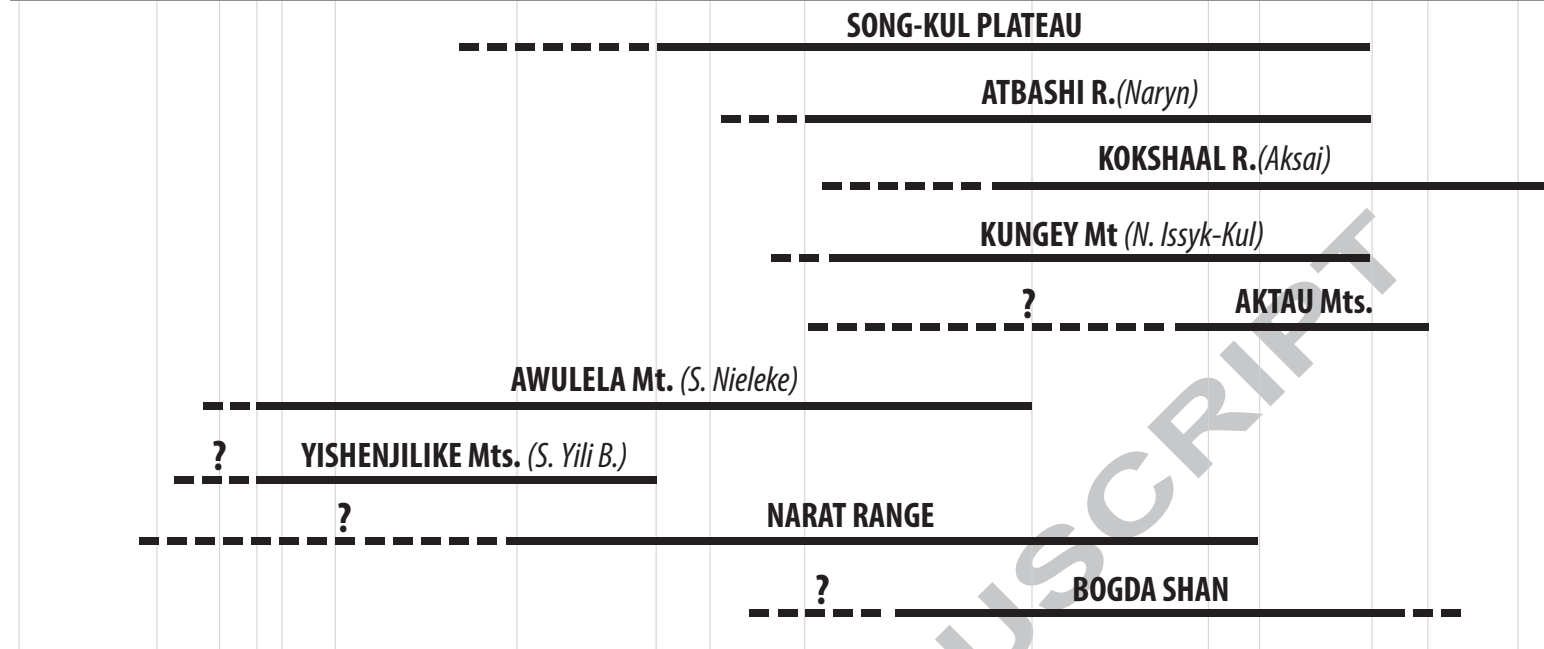 SONG-KUL PLATEAU
ATBASHI R.(Naryn)
KOKSHAAL R.(Aksai)
KUNGEY Mt (N. Issyk-Kul)
? AKTAU Mts.
AWULELA Mt. (S. Nieleke)
? YISHENJILIKE Mts. (S. Yili B.)
? NARAT RANGE
? BOGDA SHAN
USCRIPT